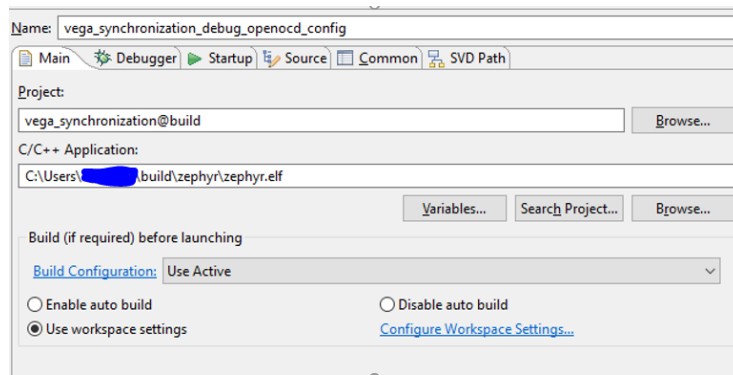 Name: vega_synchronization_debug_openocd_config
Main Debugger Startup Source Common SVD Path
Project:
vega_synchronization@build Browse...
C/C++ Application:
C:\Users\ \build\zephyr\zephyr.elf
Variables... Search Project... Browse...
Build (if required) before launching
Build Configuration: Use Active
Enable auto build Disable auto build
Use workspace settings Configure Workspace Settings...